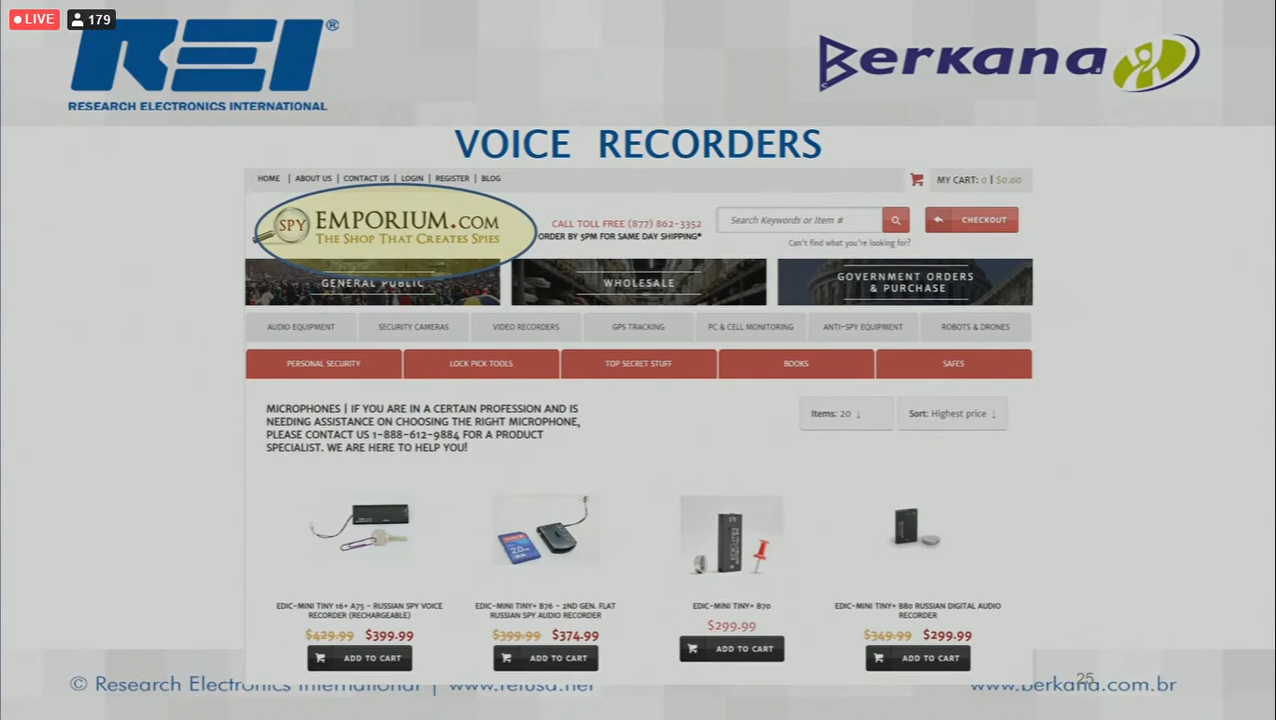 LIVE 179
REI®
RESEARCH ELECTRONICS INTERNATIONAL
Berkana
VOICE RECORDERS
HOME | ABOUT US | CONTACT US | LOGIN | REGISTER | BLOG
MY CART: 0 | $0.00
SPY EMPORIUM.COM
THE SHOP THAT CREATES SPIES
CALL TOLL FREE (877) 862-3352
ORDER BY 5PM FOR SAME DAY SHIPPING*
Search Keywords or Item #
CHECKOUT
Can't find what you're looking for?
GENERAL PUBLIC
WHOLESALE
GOVERNMENT ORDERS
& PURCHASE
AUDIO EQUIPMENT SECURITY CAMERAS VIDEO RECORDERS GPS TRACKING PC & CELL MONITORING ANTI-SPY EQUIPMENT ROBOTS & DRONES
PERSONAL SECURITY LOCK PICK TOOLS TOP SECRET STUFF BOOKS SAFES
MICROPHONES | IF YOU ARE IN A CERTAIN PROFESSION AND IS
NEEDING ASSISTANCE ON CHOOSING THE RIGHT MICROPHONE,
PLEASE CONTACT US 1-888-612-9884 FOR A PRODUCT
SPECIALIST. WE ARE HERE TO HELP YOU!
Items: 20 ↓
Sort: Highest price ↓
EDIC-MINI TINY 16+ A75 - RUSSIAN SPY VOICE
RECORDER (RECHARGEABLE)
$429.99 $399.99
ADD TO CART
EDIC-MINI TINY+ B76 - 2ND GEN. FLAT
RUSSIAN SPY AUDIO RECORDER
$399.99 $374.99
ADD TO CART
EDIC-MINI TINY+ B70
$299.99
ADD TO CART
EDIC-MINI TINY+ B80 RUSSIAN DIGITAL AUDIO
RECORDER
$349.99 $299.99
ADD TO CART
© Research Electronics International | www.reiusa.net
25
www.berkana.com.br